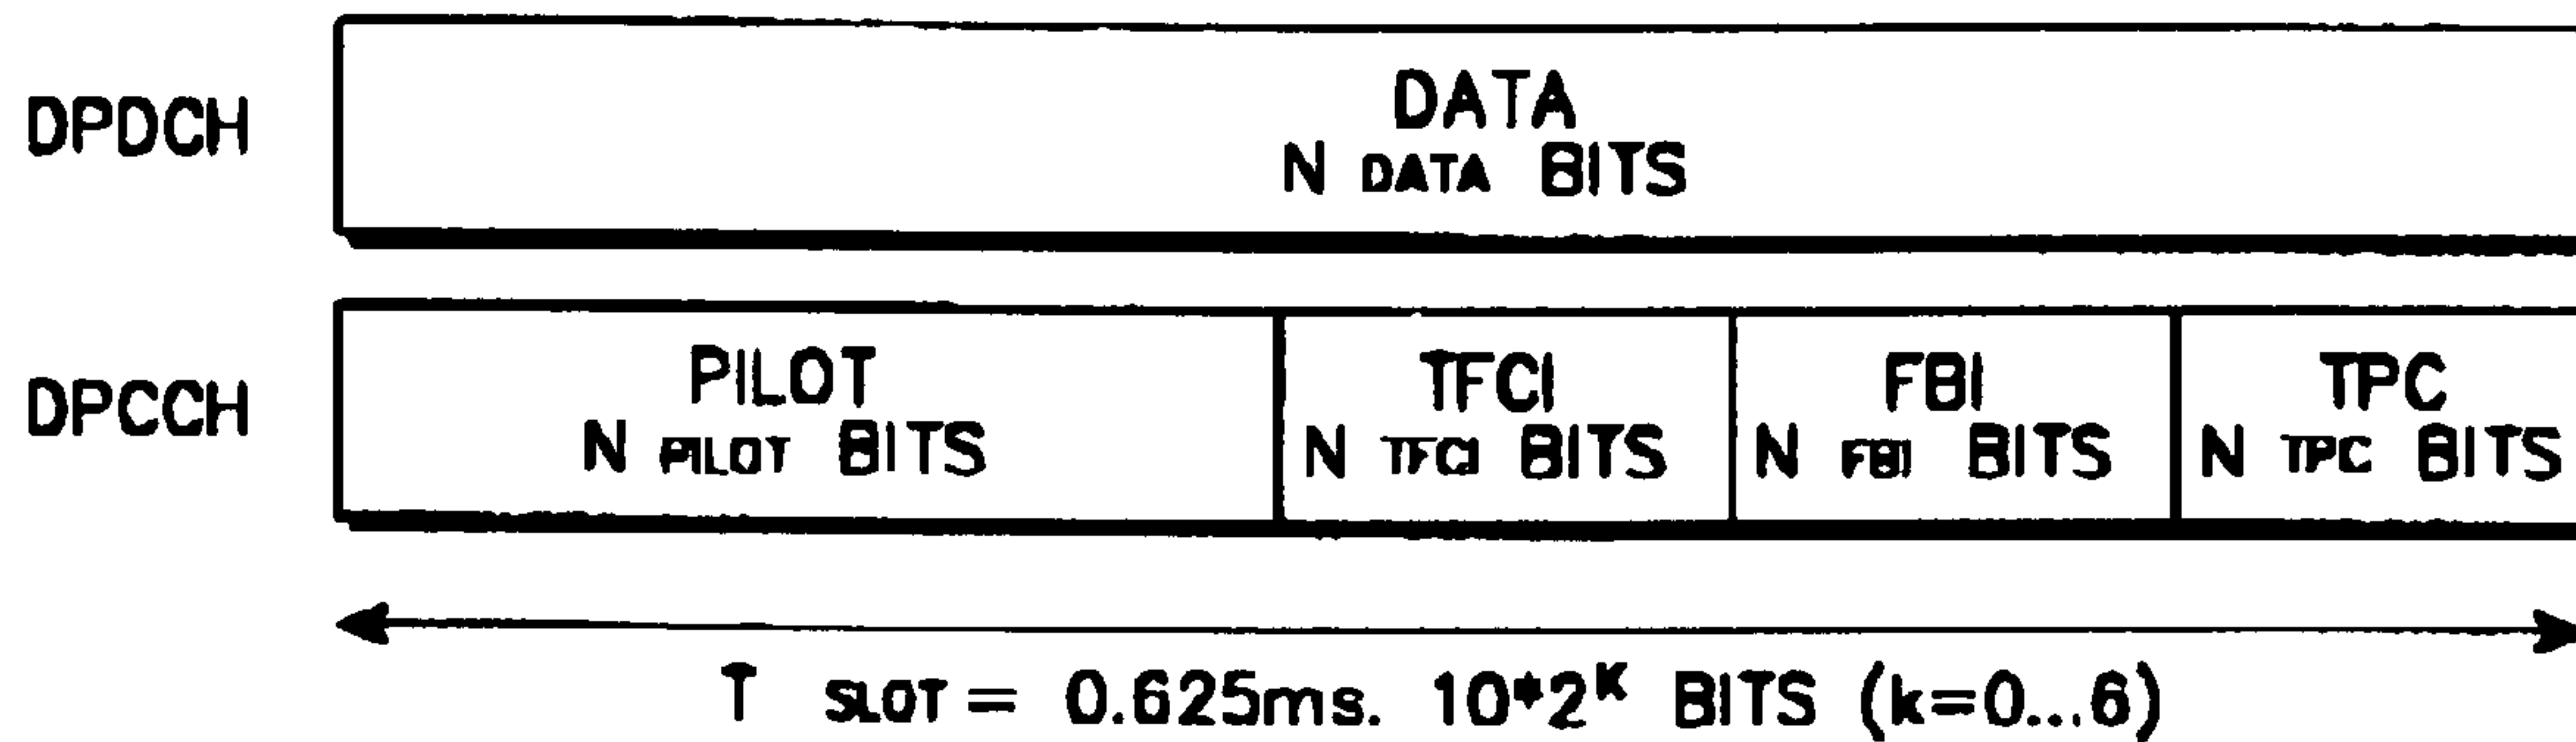 DPDCH
DATA
N DATA BITS
DPCCH
PILOT
N PILOT BITS
TFCI
N TFCI BITS
FBI
N FBI BITS
TPC
N TPC BITS
T SLOT = 0.625ms. 10*2^K BITS (k=0...6)